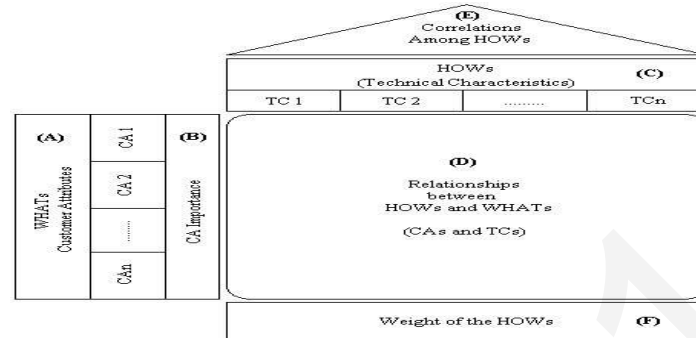 (E)
Correlations
Among HOWs
HOWs
(Technical Characteristics)
(C)
TC 1
TC 2
.........
TCn
(A)
WHATs
Customer Attributes
CA 1
CA 2
.........
CAn
(B)
CA Importance
(D)
Relationships
between
HOWs and WHATs
(CAs and TCs)
Weight of the HOWs
(F)